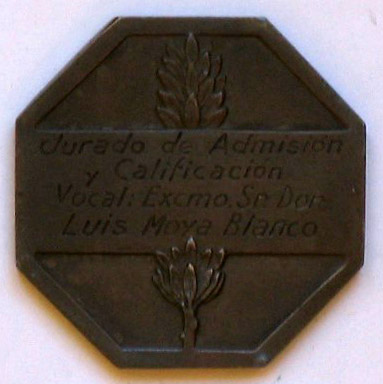 Jurado de Admisión
y Calificación
Vocal: Excmo. Sr. Don
Luis Moya Blanco